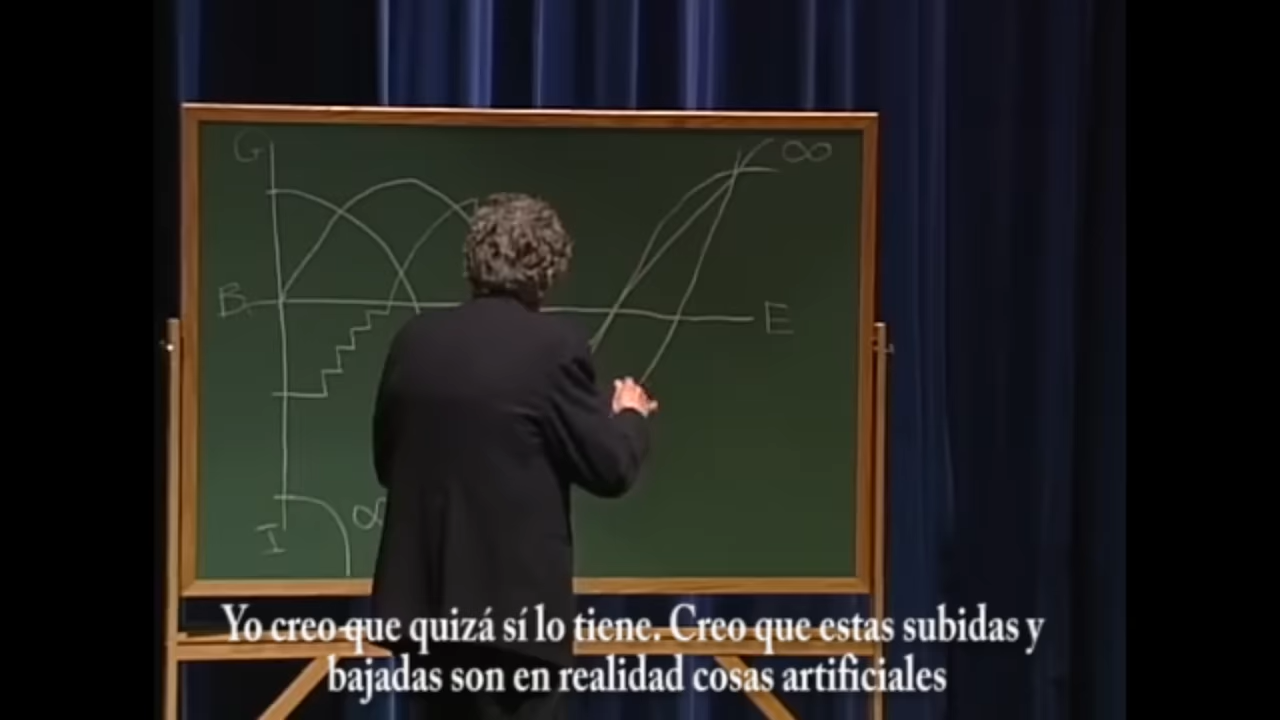 G
∞
B
E
I
∝
Yo creo que quizá sí lo tiene. Creo que estas subidas y
bajadas son en realidad cosas artificiales